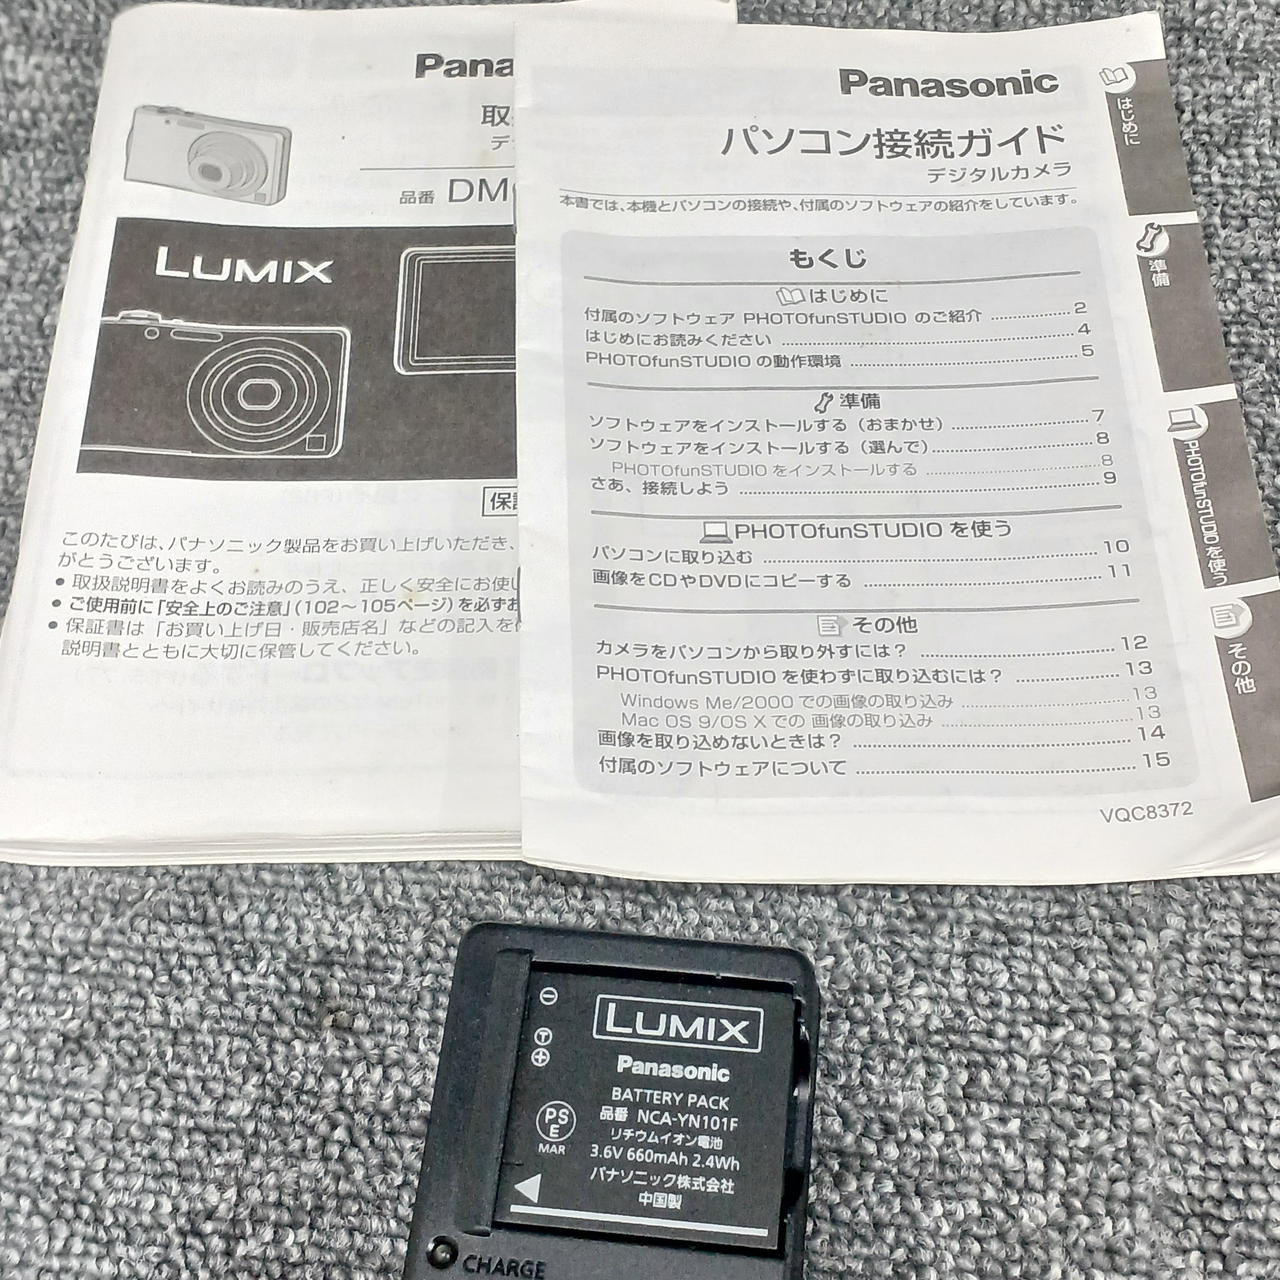 Pana
取
デ
品番 DM
LUMIX
保
このたびは、パナソニック製品をお買い上げいただき、
がとうございます。
● 取扱説明書をよくお読みのうえ、正しく安全にお使い
● ご使用前に「安全上のご注意」(102～105ページ)を必ずお
● 保証書は「お買い上げ日・販売店名」などの記入を
説明書とともに大切に保管してください。
Panasonic
パソコン接続ガイド
デジタルカメラ
本書では、本機とパソコンの接続や、付属のソフトウェアの紹介をしています。
もくじ
はじめに
付属のソフトウェア PHOTOfunSTUDIO のご紹介 ........ 2
はじめにお読みください ........ 4
PHOTOfunSTUDIO の動作環境 ........ 5
準備
ソフトウェアをインストールする（おまかせ） ........ 7
ソフトウェアをインストールする（選んで） ........ 8
PHOTOfunSTUDIO をインストールする ........ 8
さあ、接続しよう ........ 9
PHOTOfunSTUDIO を使う
パソコンに取り込む ........ 10
画像をCDやDVDにコピーする ........ 11
その他
カメラをパソコンから取り外すには？ ........ 12
PHOTOfunSTUDIO を使わずに取り込むには？ ........ 13
Windows Me/2000 での画像の取り込み ........ 13
Mac OS 9/OS X での 画像の取り込み ........ 13
画像を取り込めないときは？ ........ 14
付属のソフトウェアについて ........ 15
VQC8372
はじめに
準備
PHOTOfunSTUDIO を使う
その他
LUMIX
Panasonic
BATTERY PACK
品番 NCA-YN101F
リチウムイオン電池
3.6V 660mAh 2.4Wh
パナソニック株式会社
中国製
T
PS
E
MAR
CHARGE